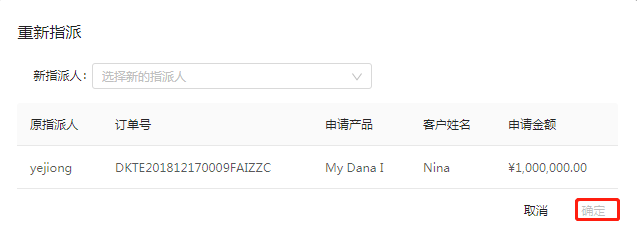 重新指派
新指派人: 选择新的指派人
原指派人 订单号 申请产品 客户姓名 申请金额
yejiong DKTE201812170009FAIZZC My Dana I Nina ¥1,000,000.00
取消 确定